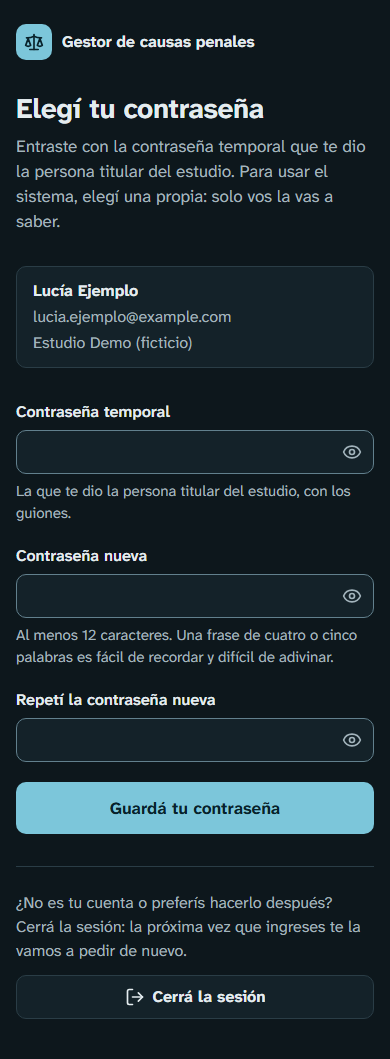 Gestor de causas penales
Elegí tu contraseña
Entraste con la contraseña temporal que te dio
la persona titular del estudio. Para usar el
sistema, elegí una propia: solo vos la vas a
saber.
Lucía Ejemplo
lucia.ejemplo@example.com
Estudio Demo (ficticio)
Contraseña temporal
La que te dio la persona titular del estudio, con los
guiones.
Contraseña nueva
Al menos 12 caracteres. Una frase de cuatro o cinco
palabras es fácil de recordar y difícil de adivinar.
Repetí la contraseña nueva
Guardá tu contraseña
¿No es tu cuenta o preferís hacerlo después?
Cerrá la sesión: la próxima vez que ingreses te la
vamos a pedir de nuevo.
Cerrá la sesión